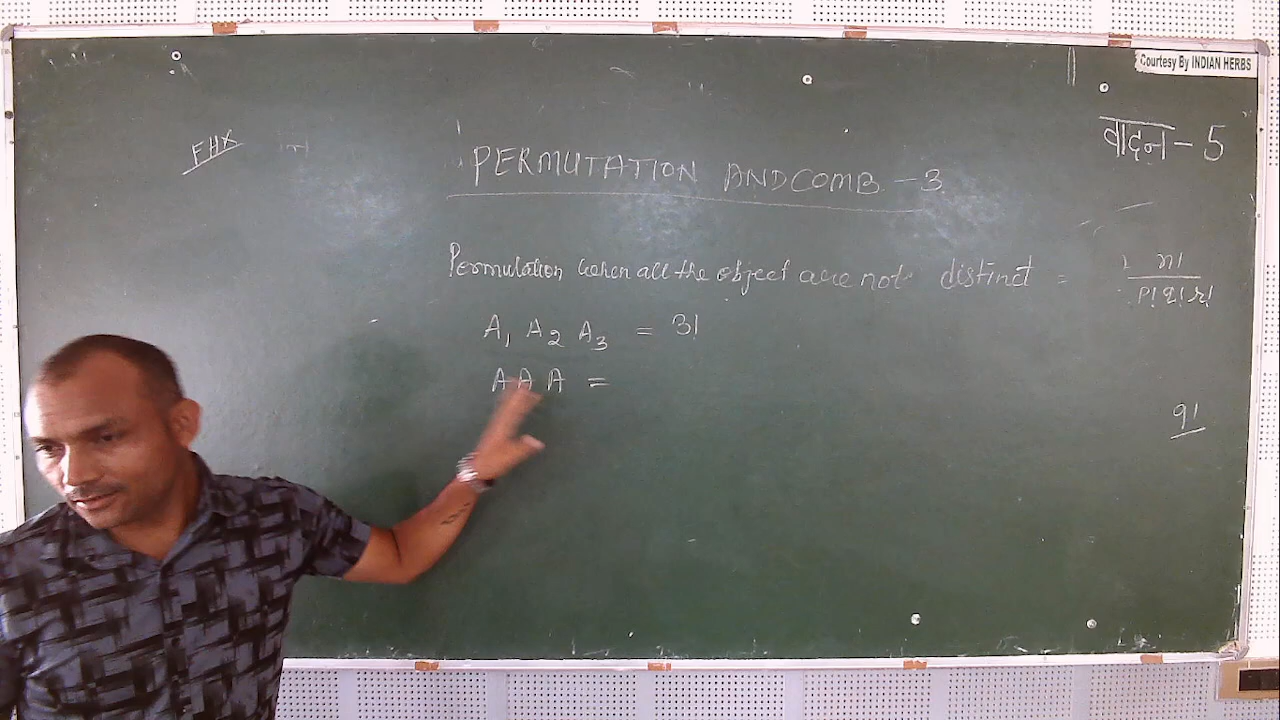 Courtesy By INDIAN HERBS
वादन - 5
FHX
PERMUTATION AND COMB - 3
Permutation when all the object are not distinct = n! / P! q! r!
A₁ A₂ A₃ = 3!
A A A =
9!